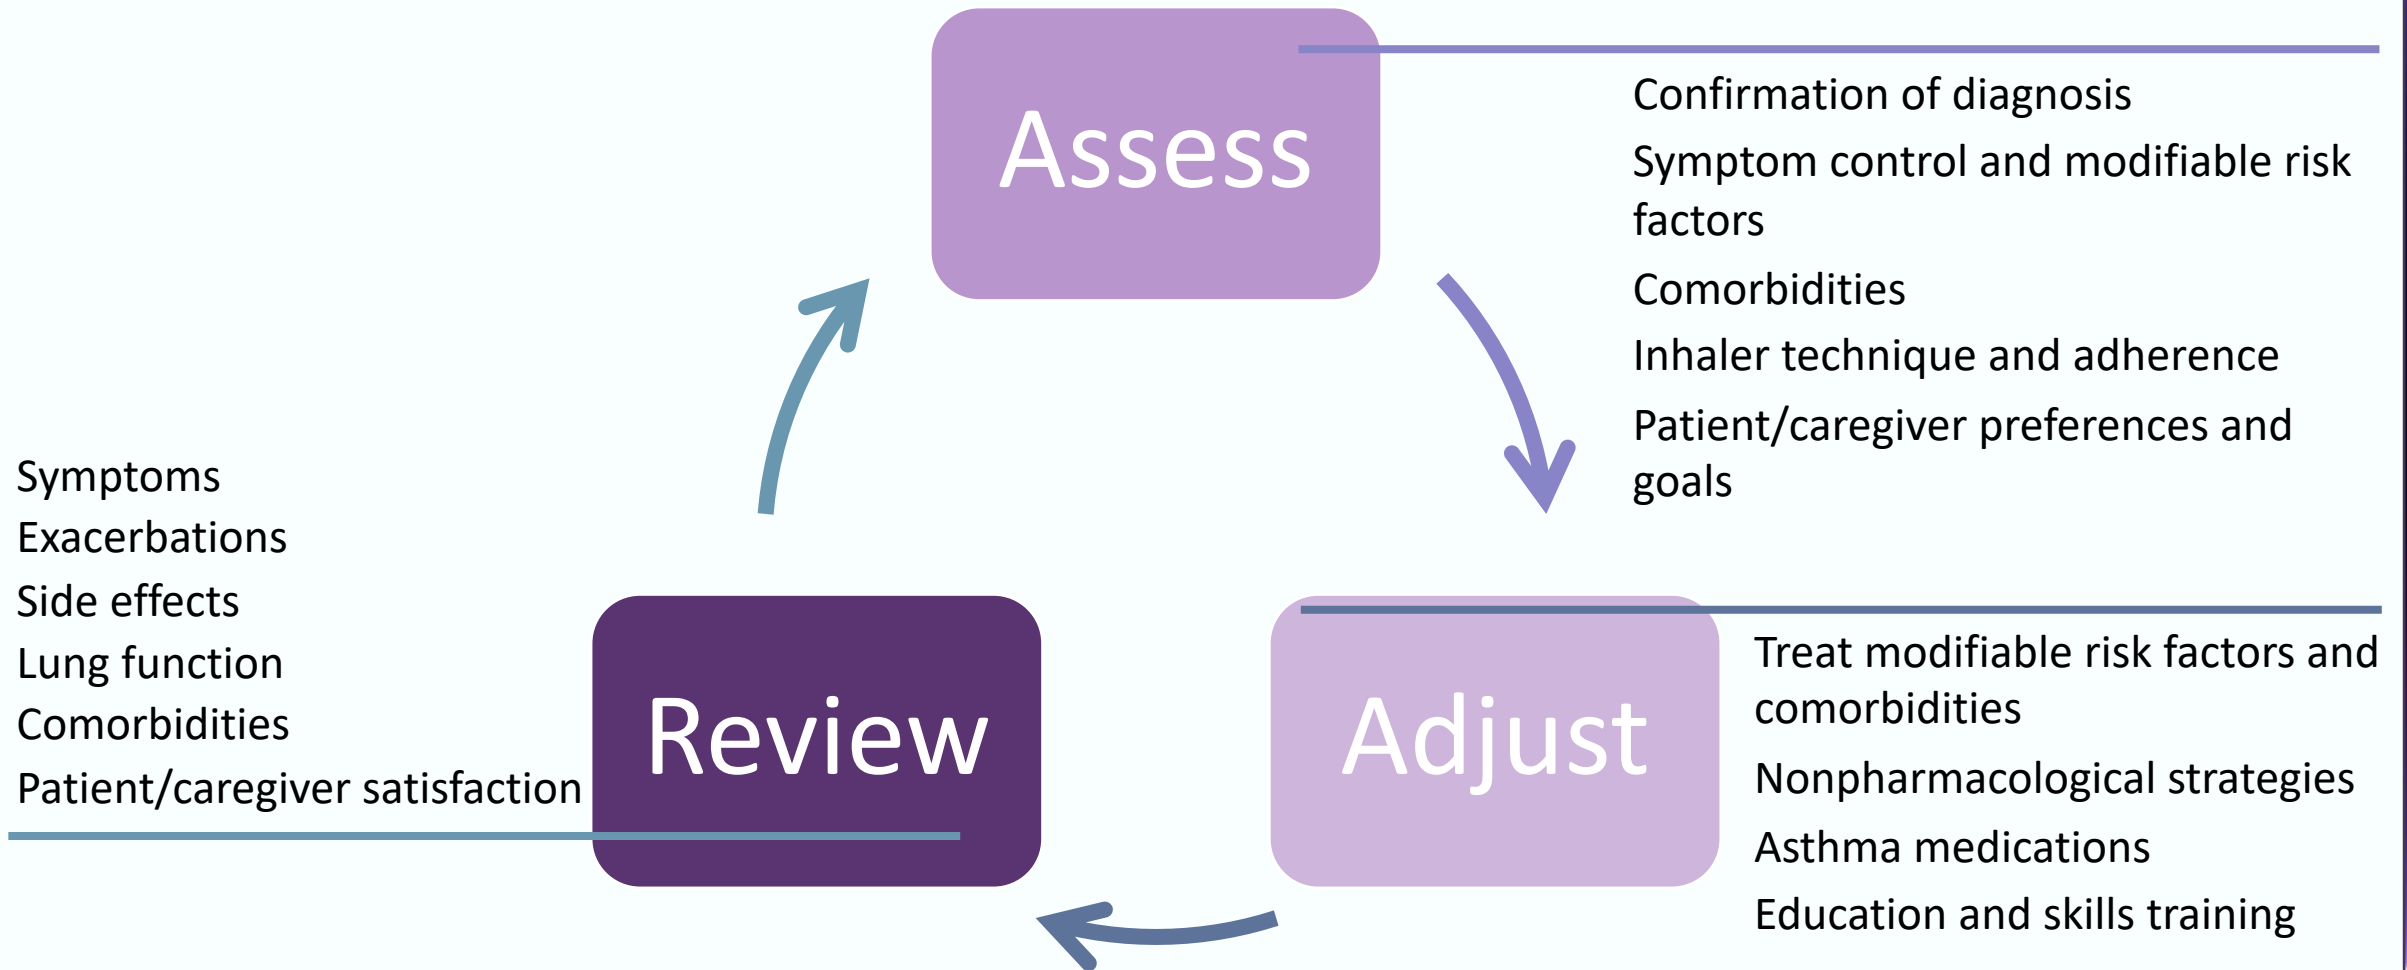 Assess
Confirmation of diagnosis
Symptom control and modifiable risk
factors
Comorbidities
Inhaler technique and adherence
Patient/caregiver preferences and
goals
Adjust
Treat modifiable risk factors and
comorbidities
Nonpharmacological strategies
Asthma medications
Education and skills training
Review
Symptoms
Exacerbations
Side effects
Lung function
Comorbidities
Patient/caregiver satisfaction